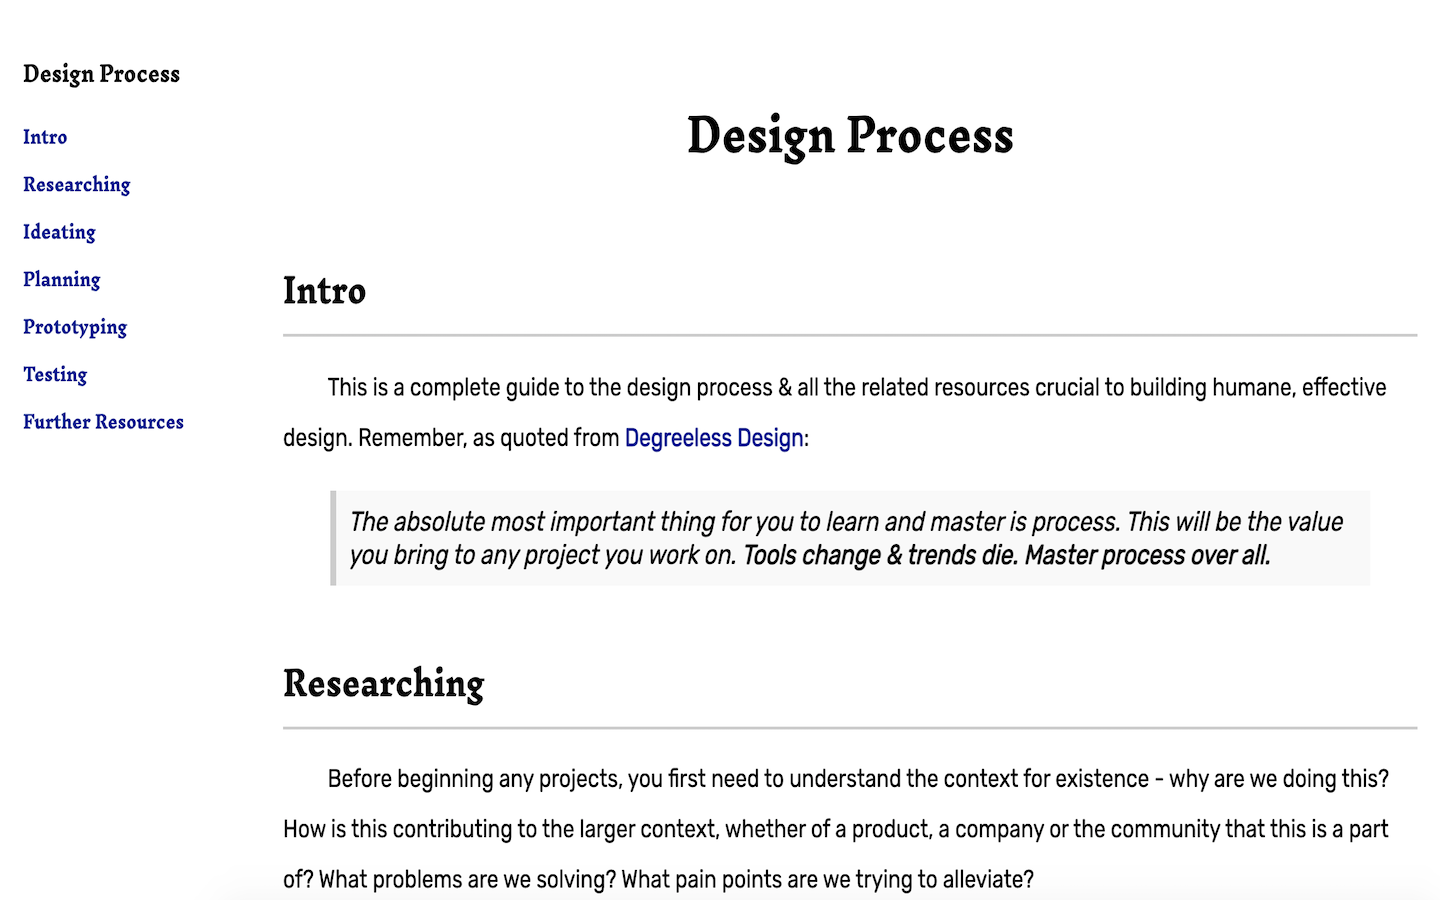 Design Process
Intro
Researching
Ideating
Planning
Prototyping
Testing
Further Resources
Design Process
Intro
This is a complete guide to the design process & all the related resources crucial to building humane, effective
design. Remember, as quoted from Degreeless Design:
The absolute most important thing for you to learn and master is process. This will be the value
you bring to any project you work on. Tools change & trends die. Master process over all.
Researching
Before beginning any projects, you first need to understand the context for existence - why are we doing this?
How is this contributing to the larger context, whether of a product, a company or the community that this is a part
of? What problems are we solving? What pain points are we trying to alleviate?